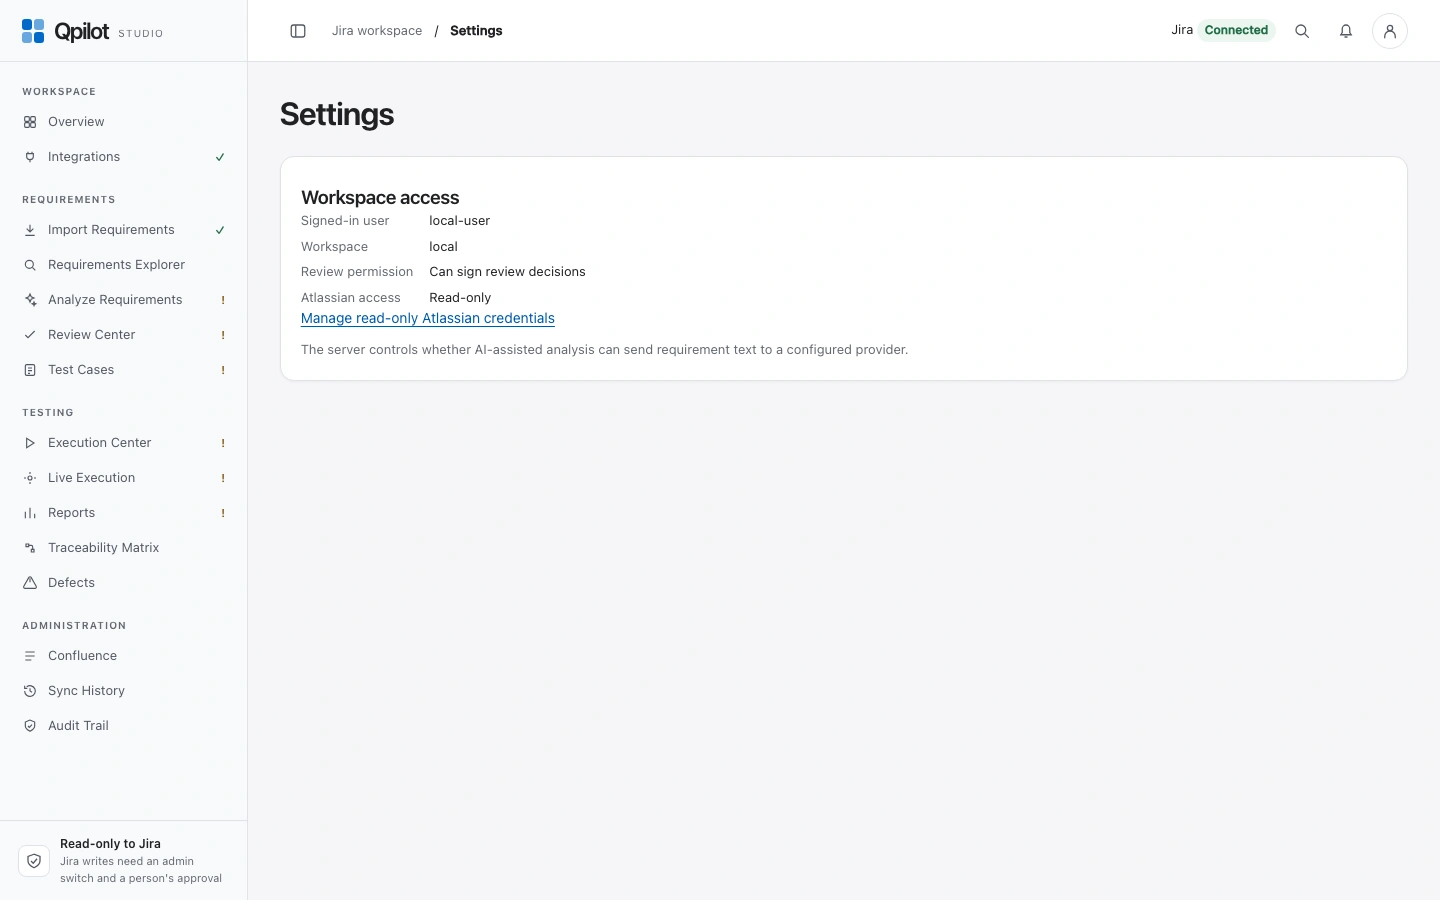 Qpilot STUDIO
Jira workspace / Settings
Jira Connected
WORKSPACE
Overview
Integrations
REQUIREMENTS
Import Requirements
Requirements Explorer
Analyze Requirements !
Review Center !
Test Cases !
TESTING
Execution Center !
Live Execution !
Reports !
Traceability Matrix
Defects
ADMINISTRATION
Confluence
Sync History
Audit Trail
Read-only to Jira
Jira writes need an admin
switch and a person's approval
Settings
Workspace access
Signed-in user local-user
Workspace local
Review permission Can sign review decisions
Atlassian access Read-only
Manage read-only Atlassian credentials
The server controls whether AI-assisted analysis can send requirement text to a configured provider.